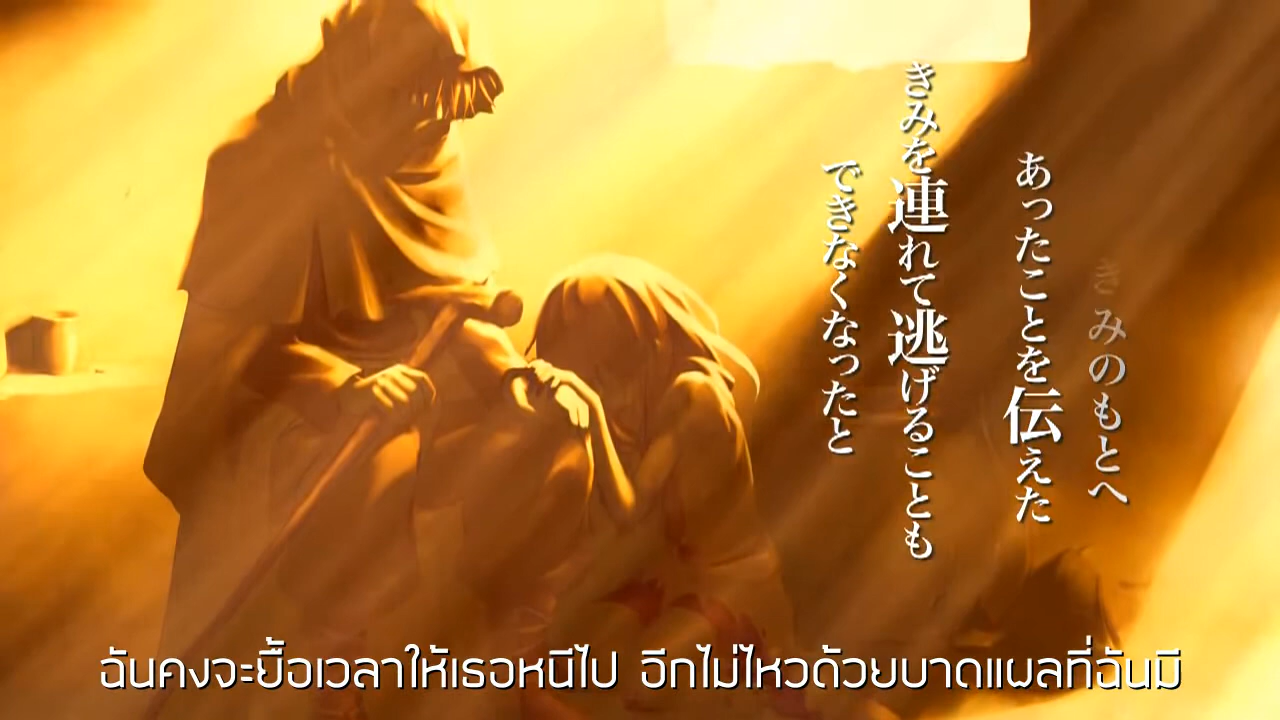 きみのもとへ
あったことを伝えた
きみを連れて逃げることも
できなくなったと
ฉันคงจะยื้อเวลาให้เธอหนีไป อีกไม่ไหวด้วยบาดแผลที่ฉันมี